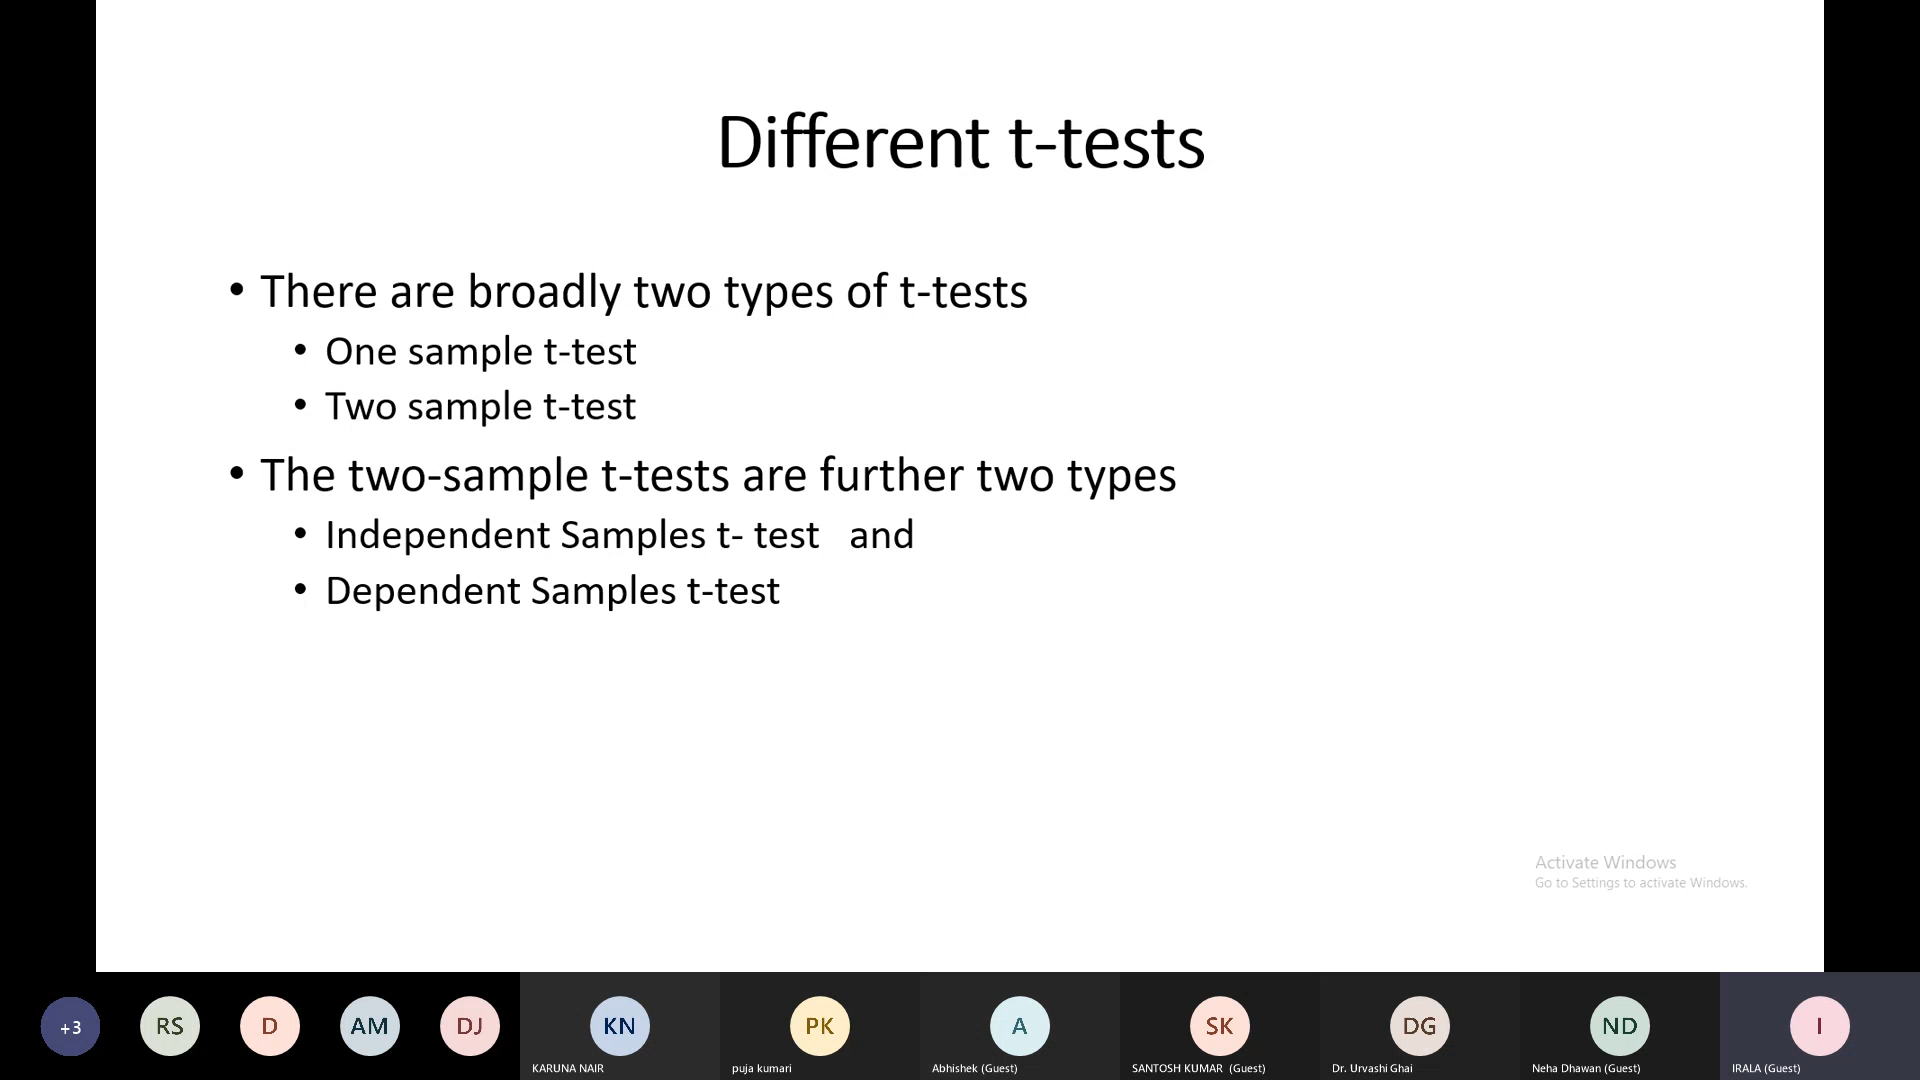 Different t-tests
• There are broadly two types of t-tests
• One sample t-test
• Two sample t-test
• The two-sample t-tests are further two types
• Independent Samples t- test   and
• Dependent Samples t-test
Activate Windows
Go to Settings to activate Windows.
+3
RS
D
AM
DJ
KN
PK
A
SK
DG
ND
I
KARUNA NAIR
puja kumari
Abhishek (Guest)
SANTOSH KUMAR  (Guest)
Dr. Urvashi Ghai
Neha Dhawan (Guest)
IRALA (Guest)